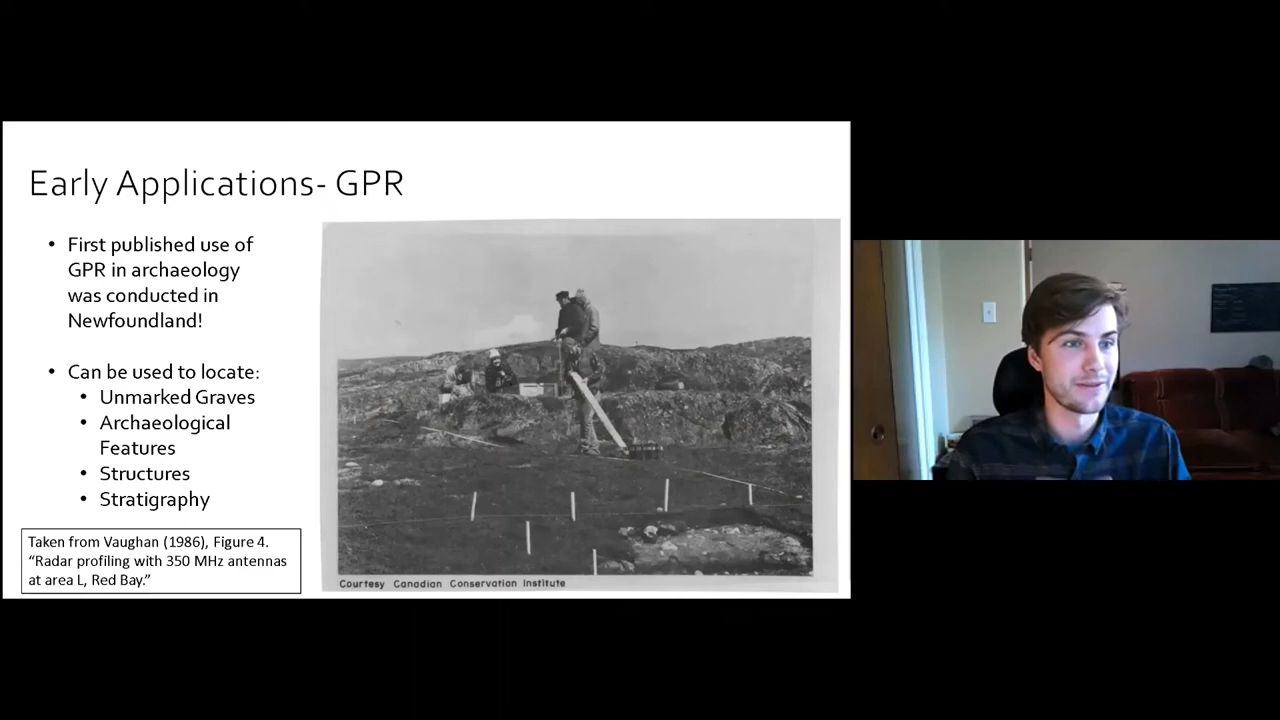 Early Applications- GPR
• First published use of
GPR in archaeology
was conducted in
Newfoundland!
• Can be used to locate:
• Unmarked Graves
• Archaeological
Features
• Structures
• Stratigraphy
Taken from Vaughan (1986), Figure 4.
“Radar profiling with 350 MHz antennas
at area L, Red Bay.”
Courtesy Canadian Conservation Institute